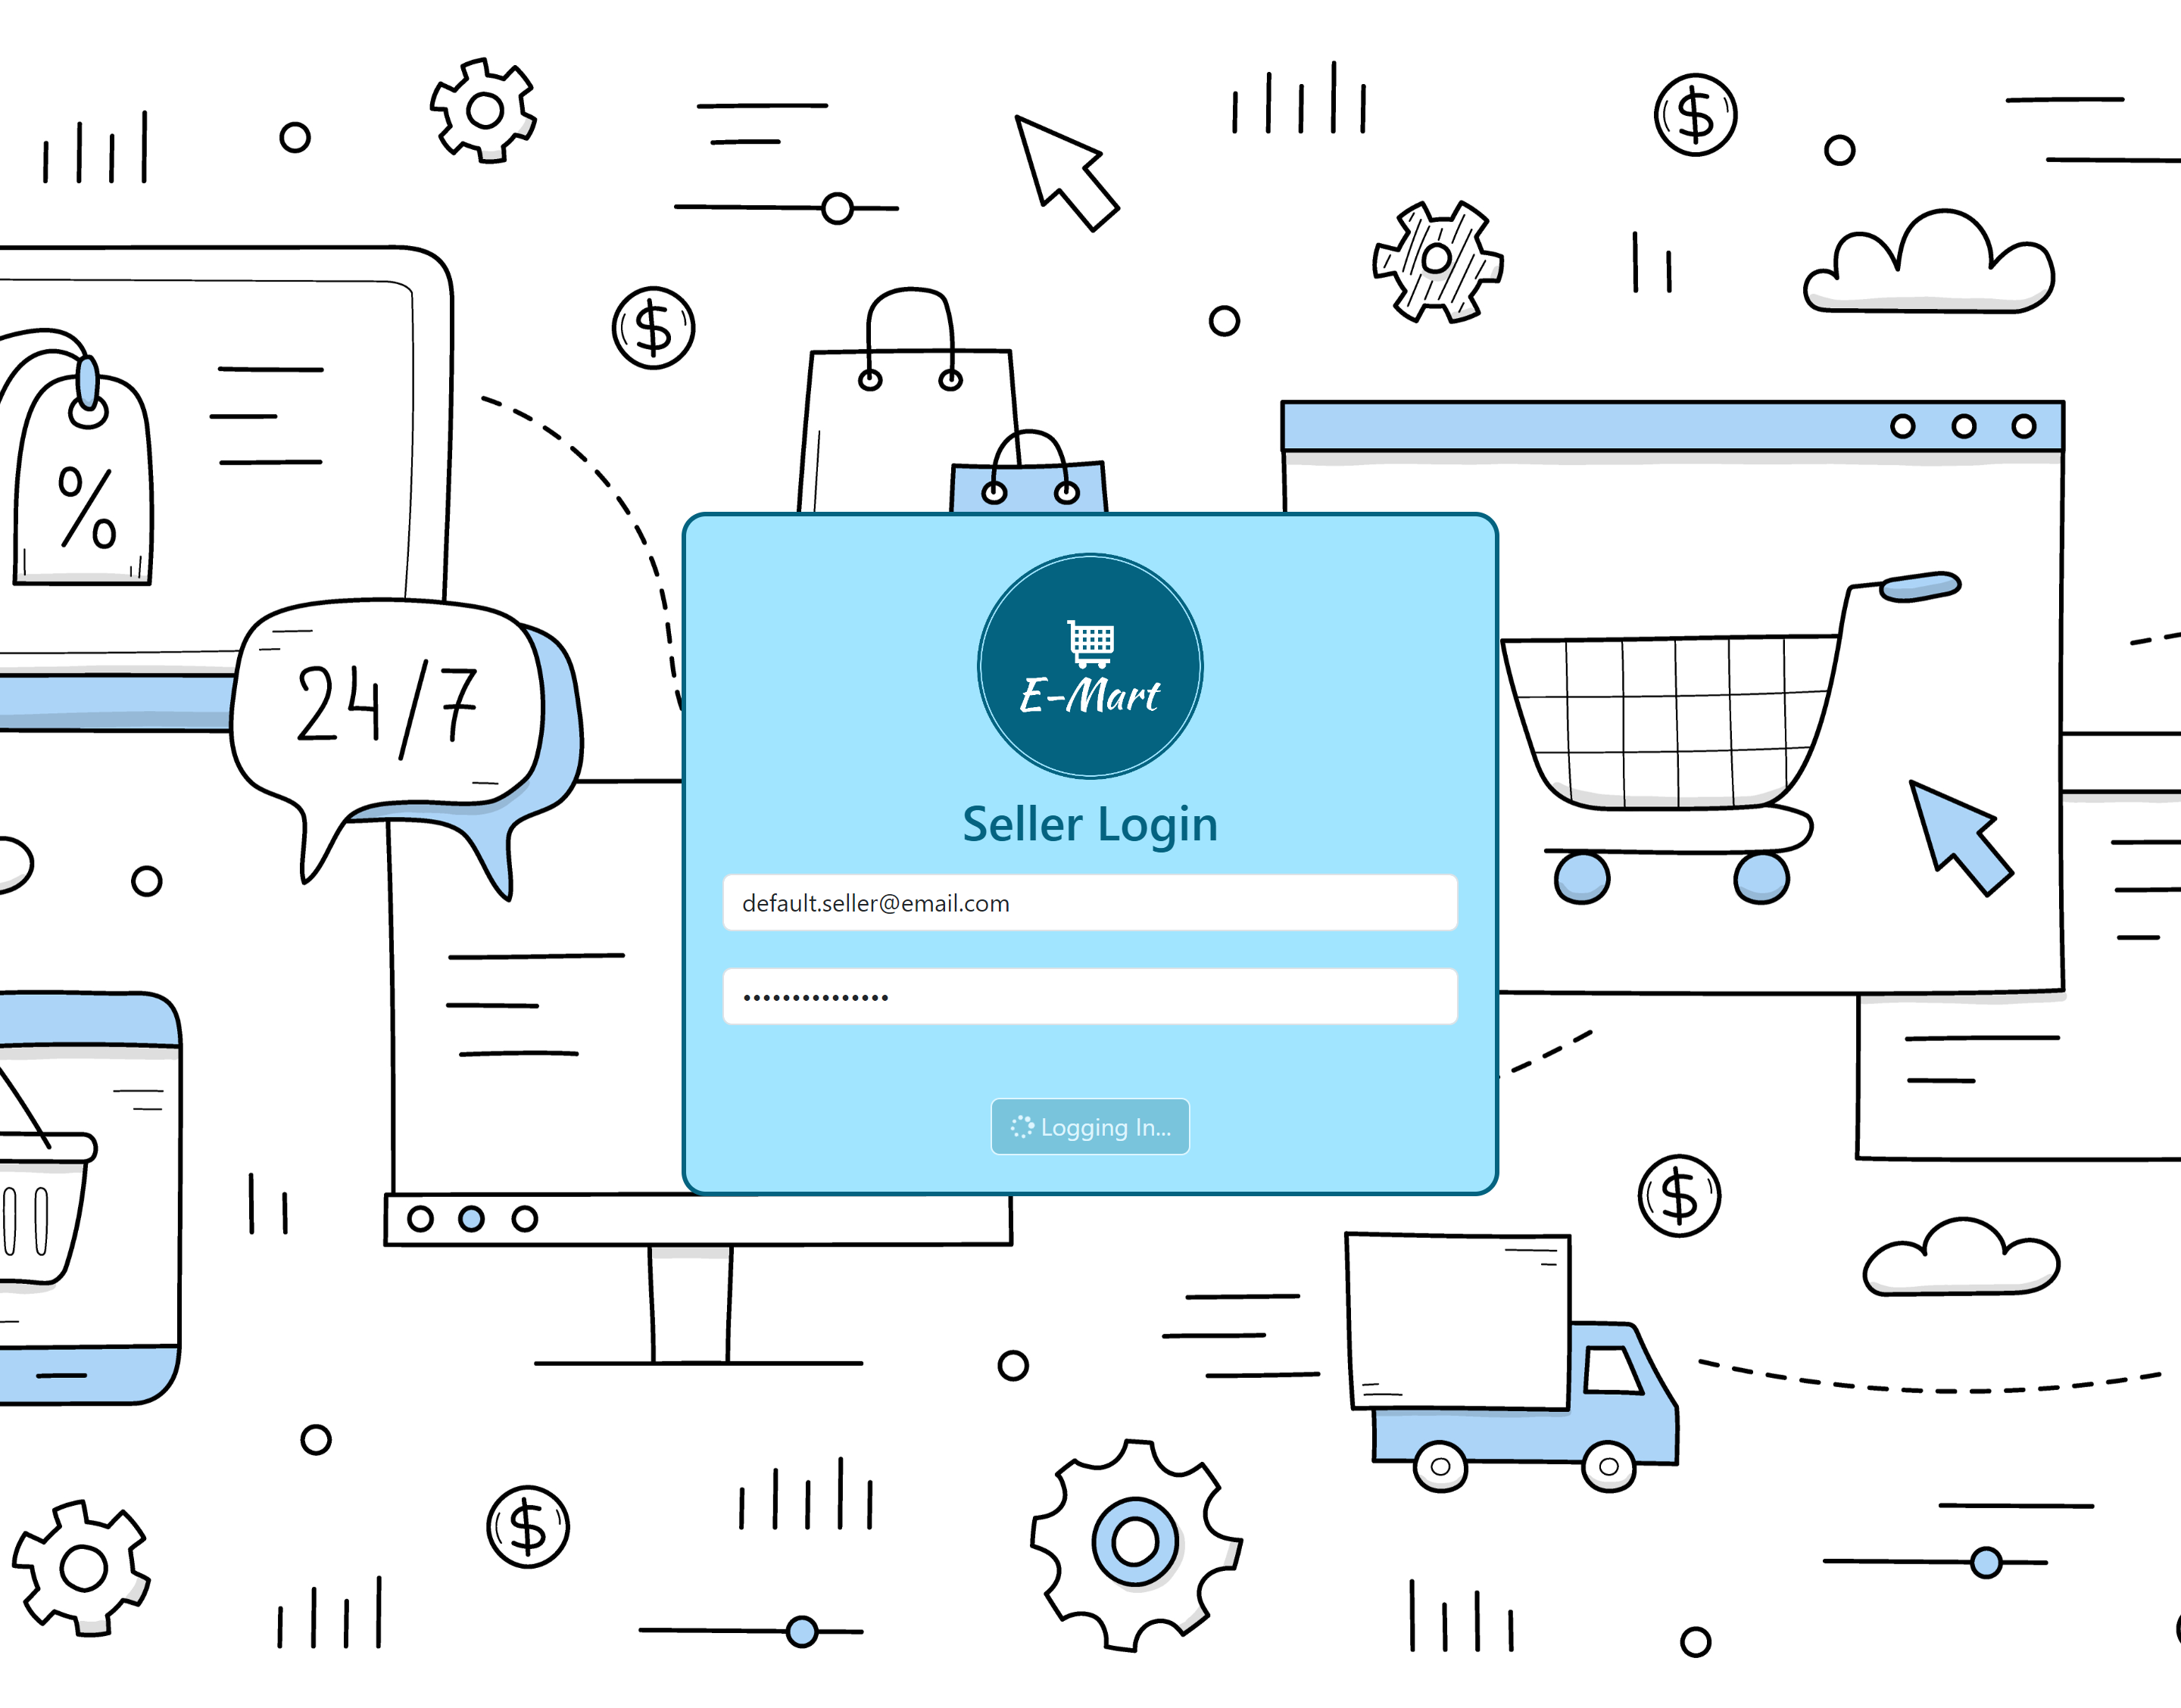 %
24/7
E-Mart
Seller Login
default.seller@email.com
•••••••••••••••
Logging In...
$
$
$
$